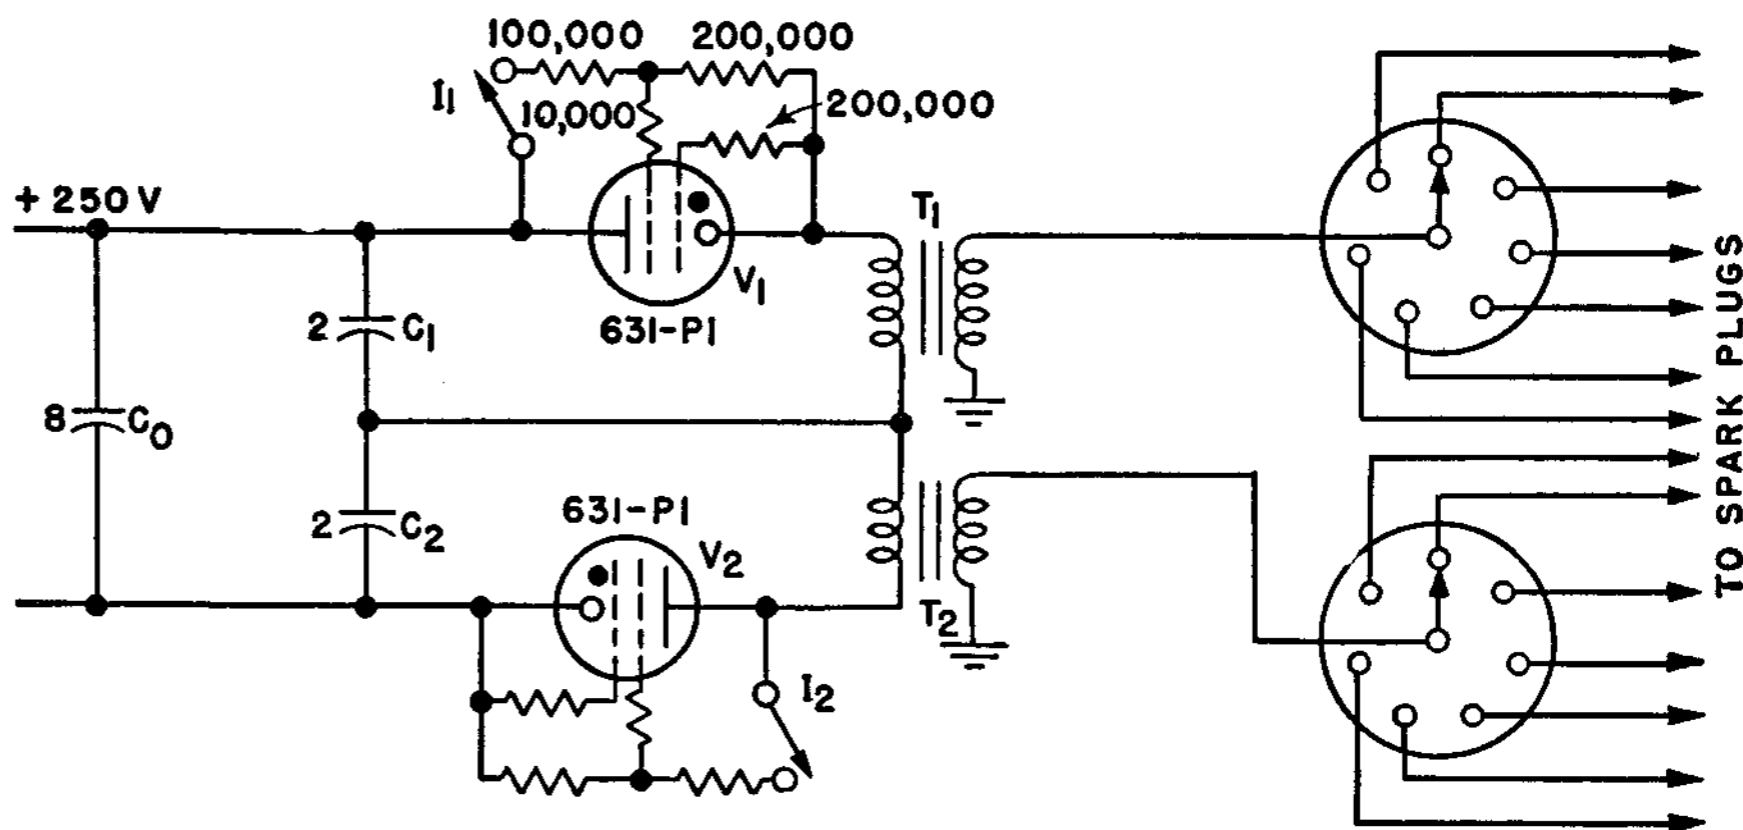 100,000
200,000
I1
10,000
200,000
+ 250 V
T1
V1
631-P1
2 C1
8 C0
631-P1
V2
2 C2
T2
I2
TO SPARK PLUGS